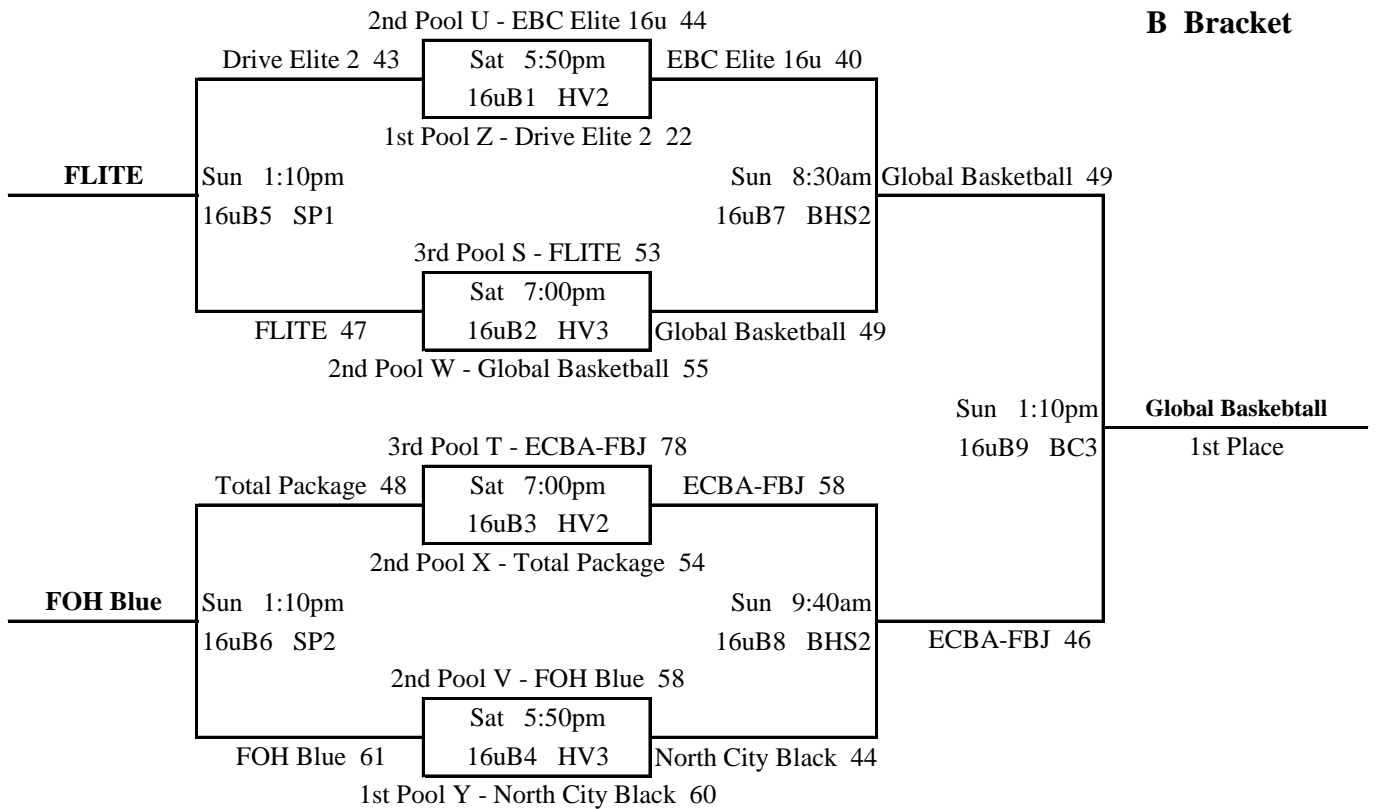 2nd Pool U - EBC Elite 16u 44
B Bracket
Drive Elite 2 43
Sat 5:50pm
EBC Elite 16u 40
16uB1 HV2
1st Pool Z - Drive Elite 2 22
FLITE
Sun 1:10pm
Sun 8:30am
Global Basketball 49
16uB5 SP1
16uB7 BHS2
3rd Pool S - FLITE 53
Sat 7:00pm
FLITE 47
16uB2 HV3
Global Basketball 49
2nd Pool W - Global Basketball 55
Sun 1:10pm
Global Baskebtall
3rd Pool T - ECBA-FBJ 78
16uB9 BC3
1st Place
Total Package 48
Sat 7:00pm
ECBA-FBJ 58
16uB3 HV2
2nd Pool X - Total Package 54
FOH Blue
Sun 1:10pm
Sun 9:40am
16uB6 SP2
16uB8 BHS2
ECBA-FBJ 46
2nd Pool V - FOH Blue 58
Sat 5:50pm
FOH Blue 61
16uB4 HV3
North City Black 44
1st Pool Y - North City Black 60